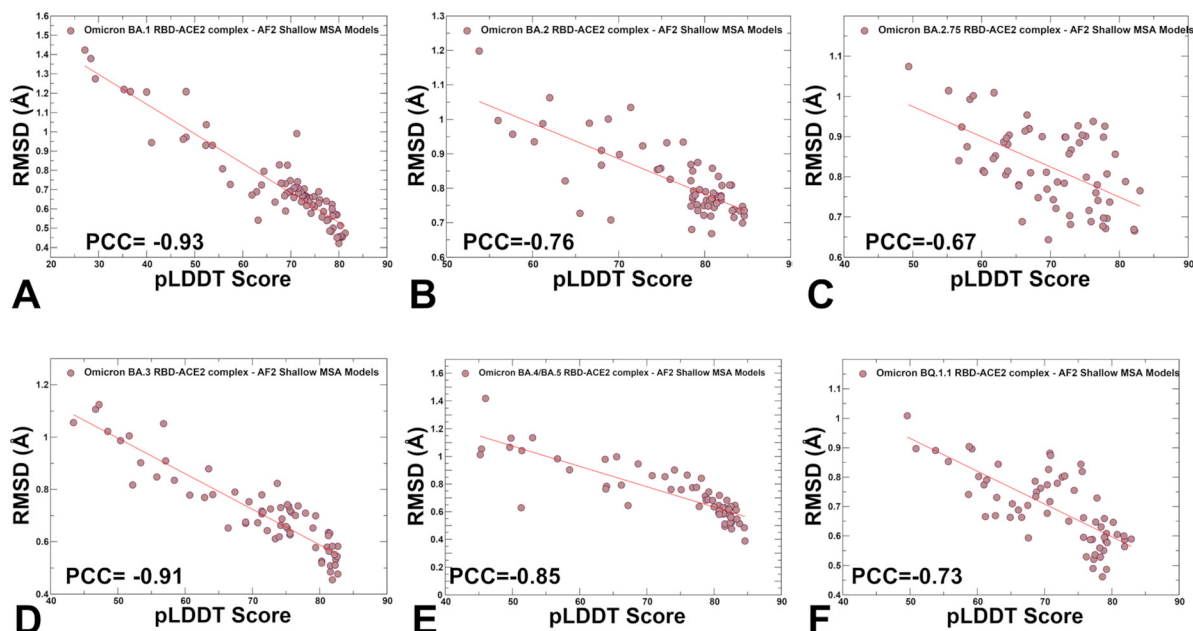 Omicron BA.1 RBD-ACE2 complex - AF2 Shallow MSA Models
RMSD (Å)
1.5
1.4
1.3
1.2
1.1
1
0.9
0.8
0.7
0.6
0.5
0.4
PCC= -0.93
20 30 40 50 60 70 80 90
pLDDT Score
A
Omicron BA.2 RBD-ACE2 complex - AF2 Shallow MSA Models
RMSD (Å)
1.3
1.2
1.1
1
0.9
0.8
0.7
0.6
PCC=-0.76
50 60 70 80 90
pLDDT Score
B
Omicron BA.2.75 RBD-ACE2 complex - AF2 Shallow MSA Models
RMSD (Å)
1.2
1.1
1
0.9
0.8
0.7
0.6
PCC=-0.67
40 50 60 70 80 90
pLDDT Score
C
Omicron BA.3 RBD-ACE2 complex - AF2 Shallow MSA Models
RMSD (Å)
1.2
1
0.8
0.6
0.4
PCC= -0.91
40 50 60 70 80 90
pLDDT Score
D
Omicron BA.4/BA.5 RBD-ACE2 complex - AF2 Shallow MSA Models
RMSD (Å)
1.6
1.4
1.2
1
0.8
0.6
0.4
0.2
0
PCC=-0.85
40 50 60 70 80 90
pLDDT Score
E
Omicron BQ.1.1 RBD-ACE2 complex - AF2 Shallow MSA Models
RMSD (Å)
1.2
1.1
1
0.9
0.8
0.7
0.6
0.5
0.4
PCC=-0.73
40 50 60 70 80 90
pLDDT Score
F